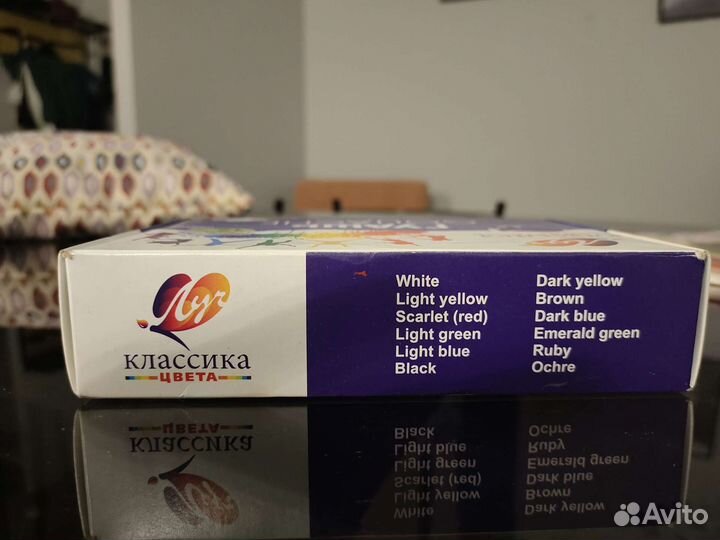 Луч
КЛАССИКА
ЦВЕТА
White
Light yellow
Scarlet (red)
Light green
Light blue
Black
Dark yellow
Brown
Dark blue
Emerald green
Ruby
Ochre
Avito